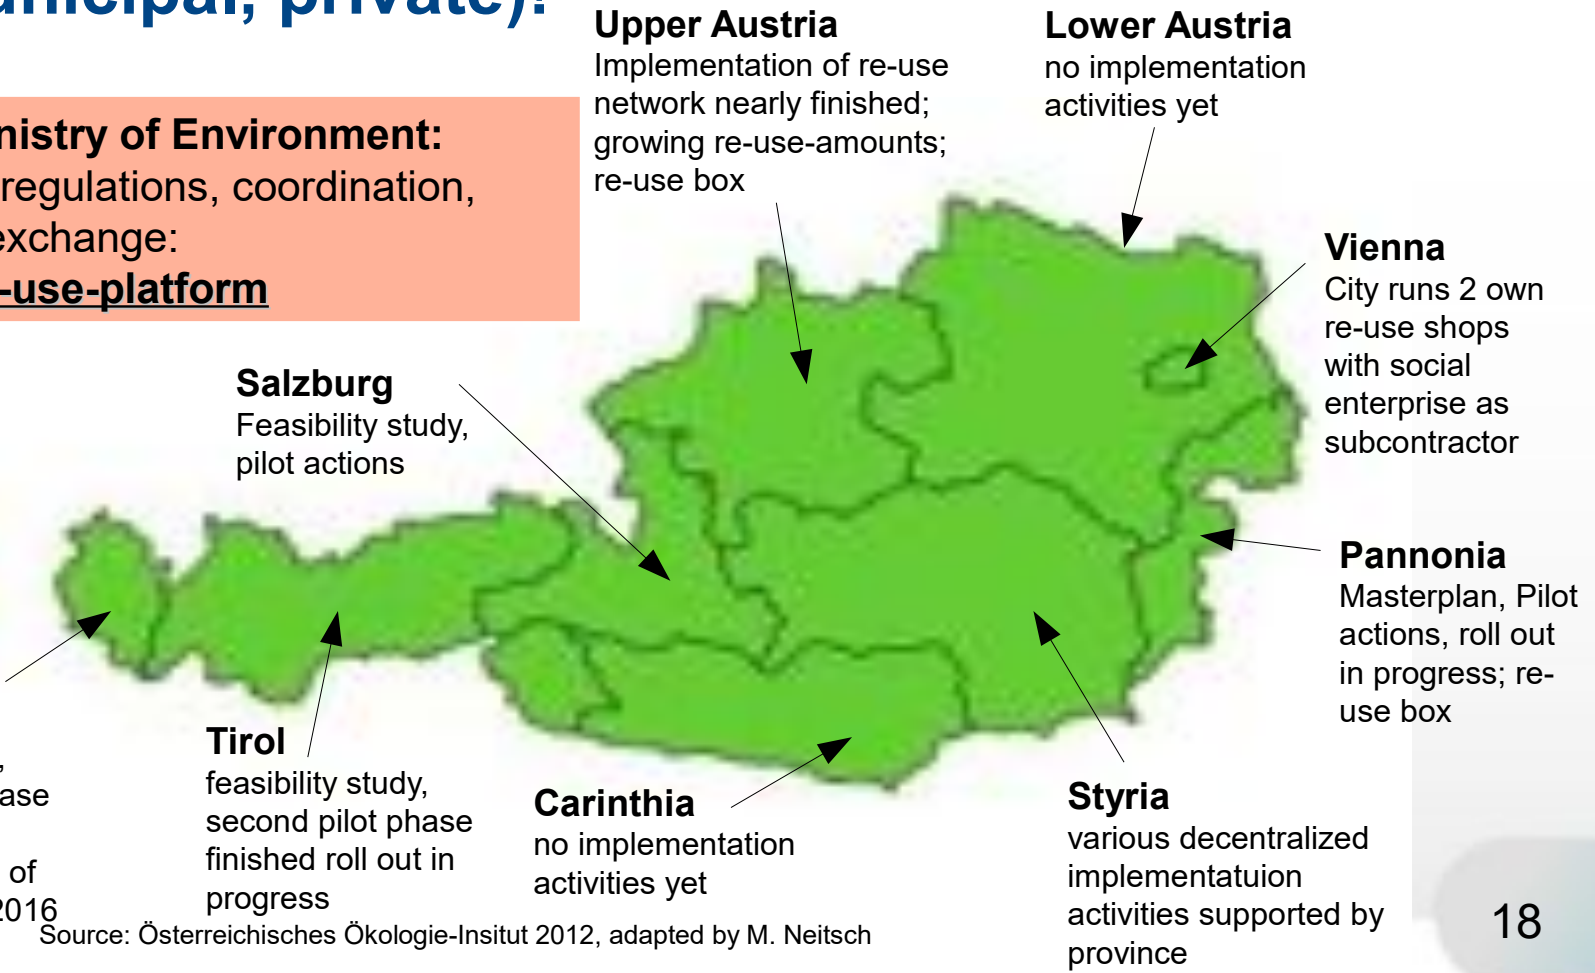 private)?
Ministry of Environment:
regulations, coordination,
exchange:
-use-platform
Upper Austria
Implementation of re-use
network nearly finished;
growing re-use-amounts;
re-use box
Lower Austria
no implementation
activities yet
Vienna
City runs 2 own
re-use shops
with social
enterprise as
subcontractor
Salzburg
Feasibility study,
pilot actions
Pannonia
Masterplan, Pilot
actions, roll out
in progress; re-
use box
,
ase
of
2016
Tirol
feasibility study,
second pilot phase
finished roll out in
progress
Carinthia
no implementation
activities yet
Styria
various decentralized
implementatuion
activities supported by
province
Source: Österreichisches Ökologie-Insitut 2012, adapted by M. Neitsch
18